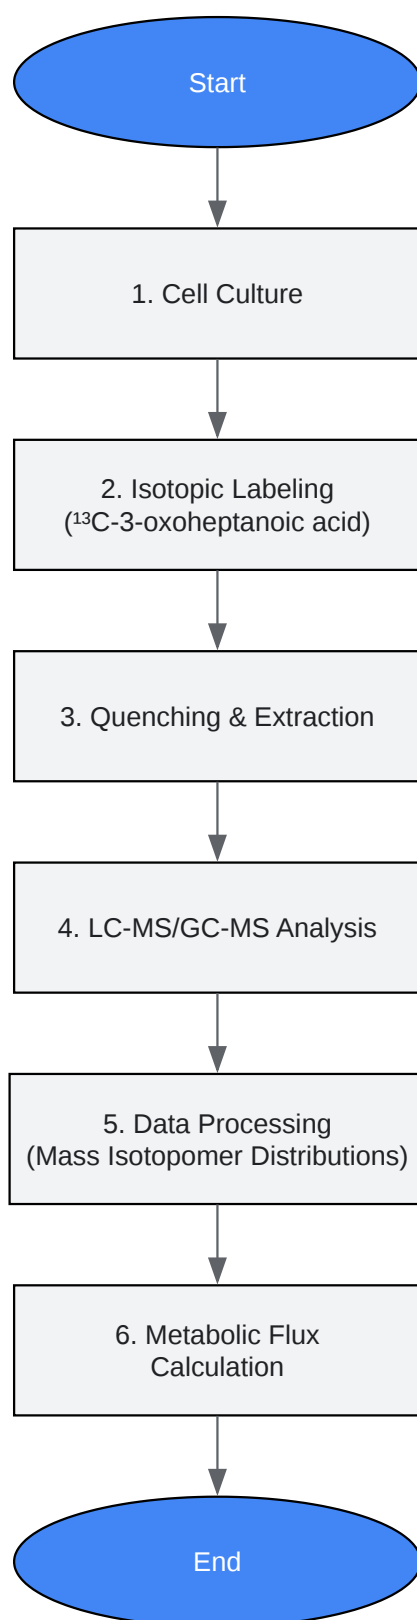 Start
1. Cell Culture
2. Isotopic Labeling
(¹³C-3-oxoheptanoic acid)
3. Quenching & Extraction
4. LC-MS/GC-MS Analysis
5. Data Processing
(Mass Isotopomer Distributions)
6. Metabolic Flux
Calculation
End